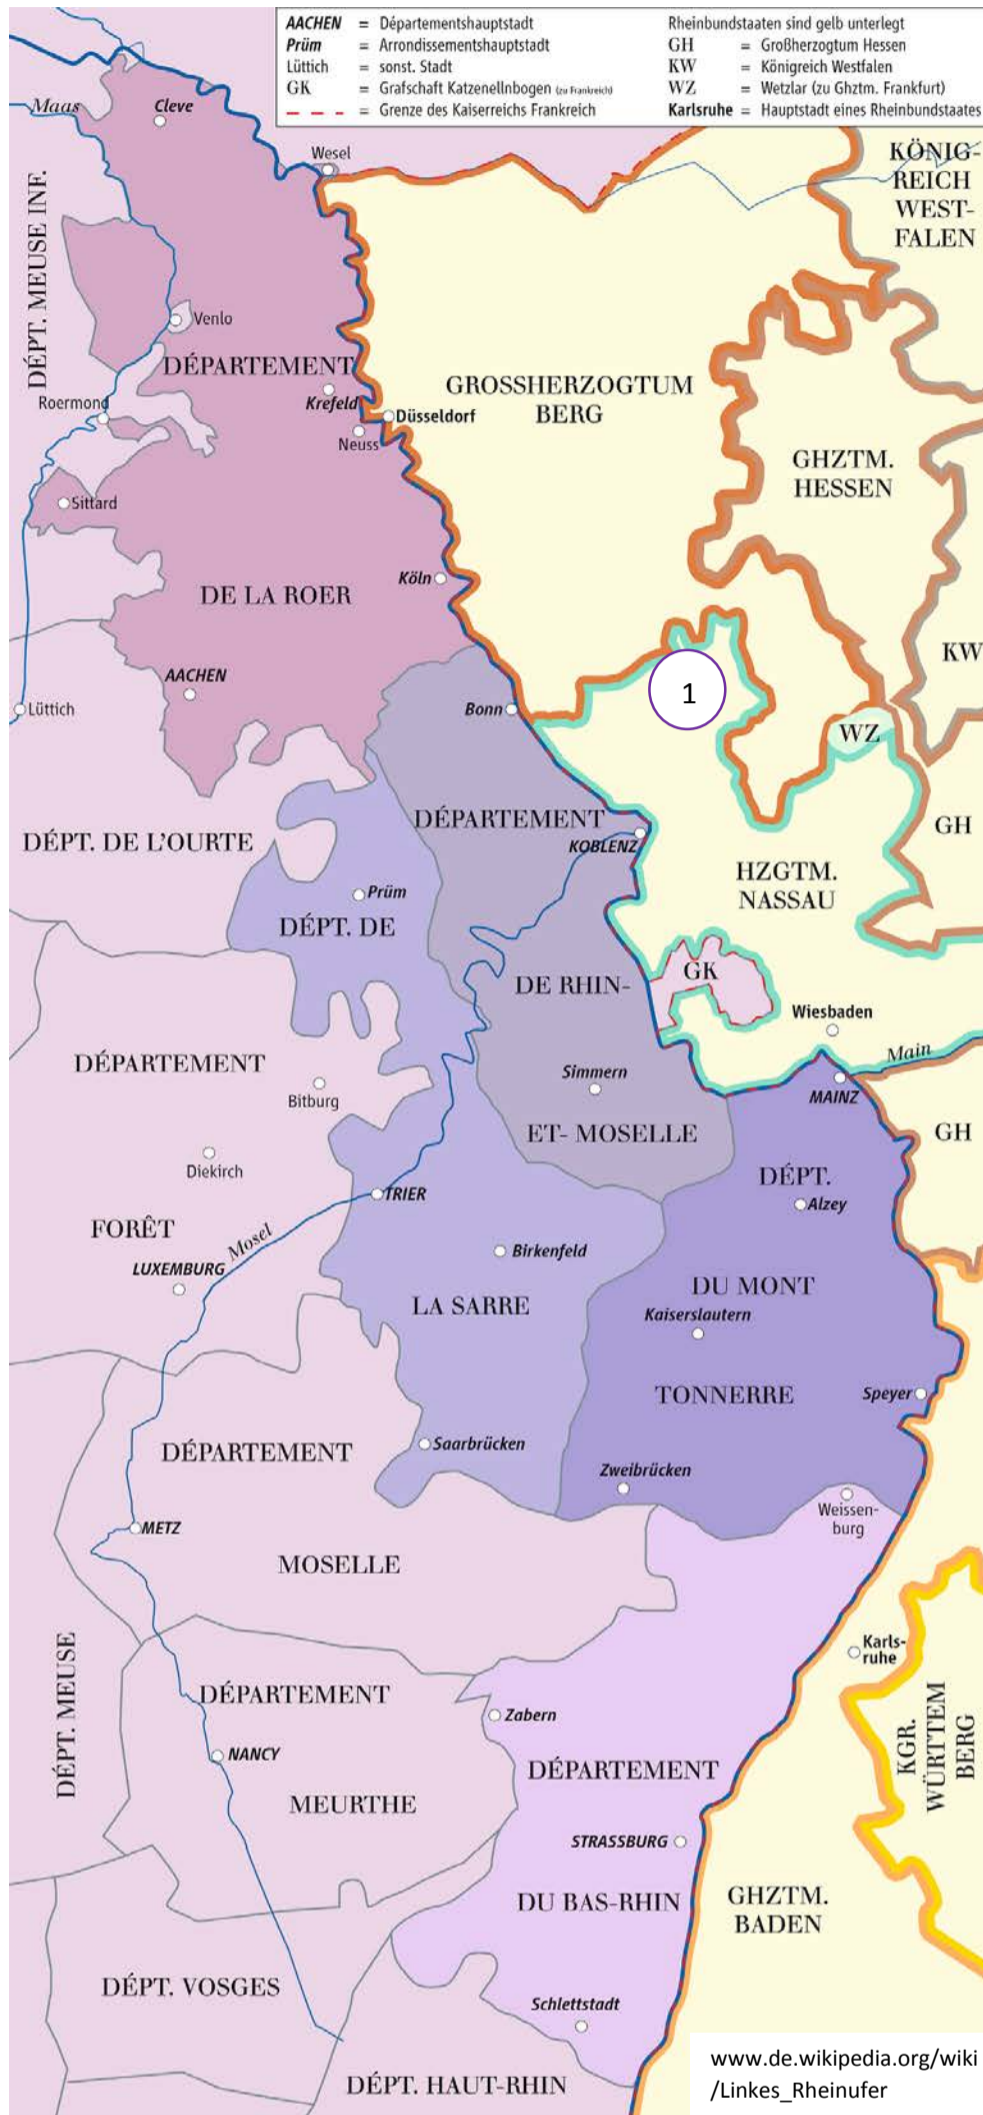 AACHEN = Départementshauptstadt
Prüm = Arrondissementshauptstadt
Lüttich = sonst. Stadt
GK = Grafschaft Katzenellnbogen (zu Frankreich)
= Grenze des Kaiserreichs Frankreich
Rheinbundstaaten sind gelb unterlegt
GH = Großherzogtum Hessen
KW = Königreich Westfalen
WZ = Wetzlar (zu Ghztm. Frankfurt)
Karlsruhe = Hauptstadt eines Rheinbundstaates
Maas
Cleve
Wesel
KÖNIG-
REICH
WEST-
FALEN
DÉPT. MEUSE INF.
Venlo
DÉPARTEMENT
Krefeld
Roermond
Düsseldorf
Neuss
GROSSHERZOGTUM
BERG
GHZTM.
HESSEN
Sittard
Köln
DE LA ROER
KW
AACHEN
Lüttich
Bonn
1
WZ
DÉPARTEMENT
KOBLENZ
GH
DÉPT. DE L'OURTE
HZGTM.
NASSAU
Prüm
DÉPT. DE
GK
DE RHIN-
Wiesbaden
Main
DÉPARTEMENT
Simmern
MAINZ
Bitburg
ET- MOSELLE
GH
Diekirch
DÉPT.
TRIER
Alzey
FORÊT
Mosel
LUXEMBURG
Birkenfeld
DU MONT
LA SARRE
Kaiserslautern
TONNERRE
Speyer
DÉPARTEMENT
Saarbrücken
Zweibrücken
Weissen-
burg
METZ
MOSELLE
DÉPT. MEUSE
Karls-
ruhe
DÉPARTEMENT
Zabern
KGR.
WÜRTTEM
BERG
NANCY
DÉPARTEMENT
MEURTHE
STRASSBURG
DU BAS-RHIN
GHZTM.
BADEN
DÉPT. VOSGES
Schlettstadt
DÉPT. HAUT-RHIN
www.de.wikipedia.org/wiki
/Linkes_Rheinufer